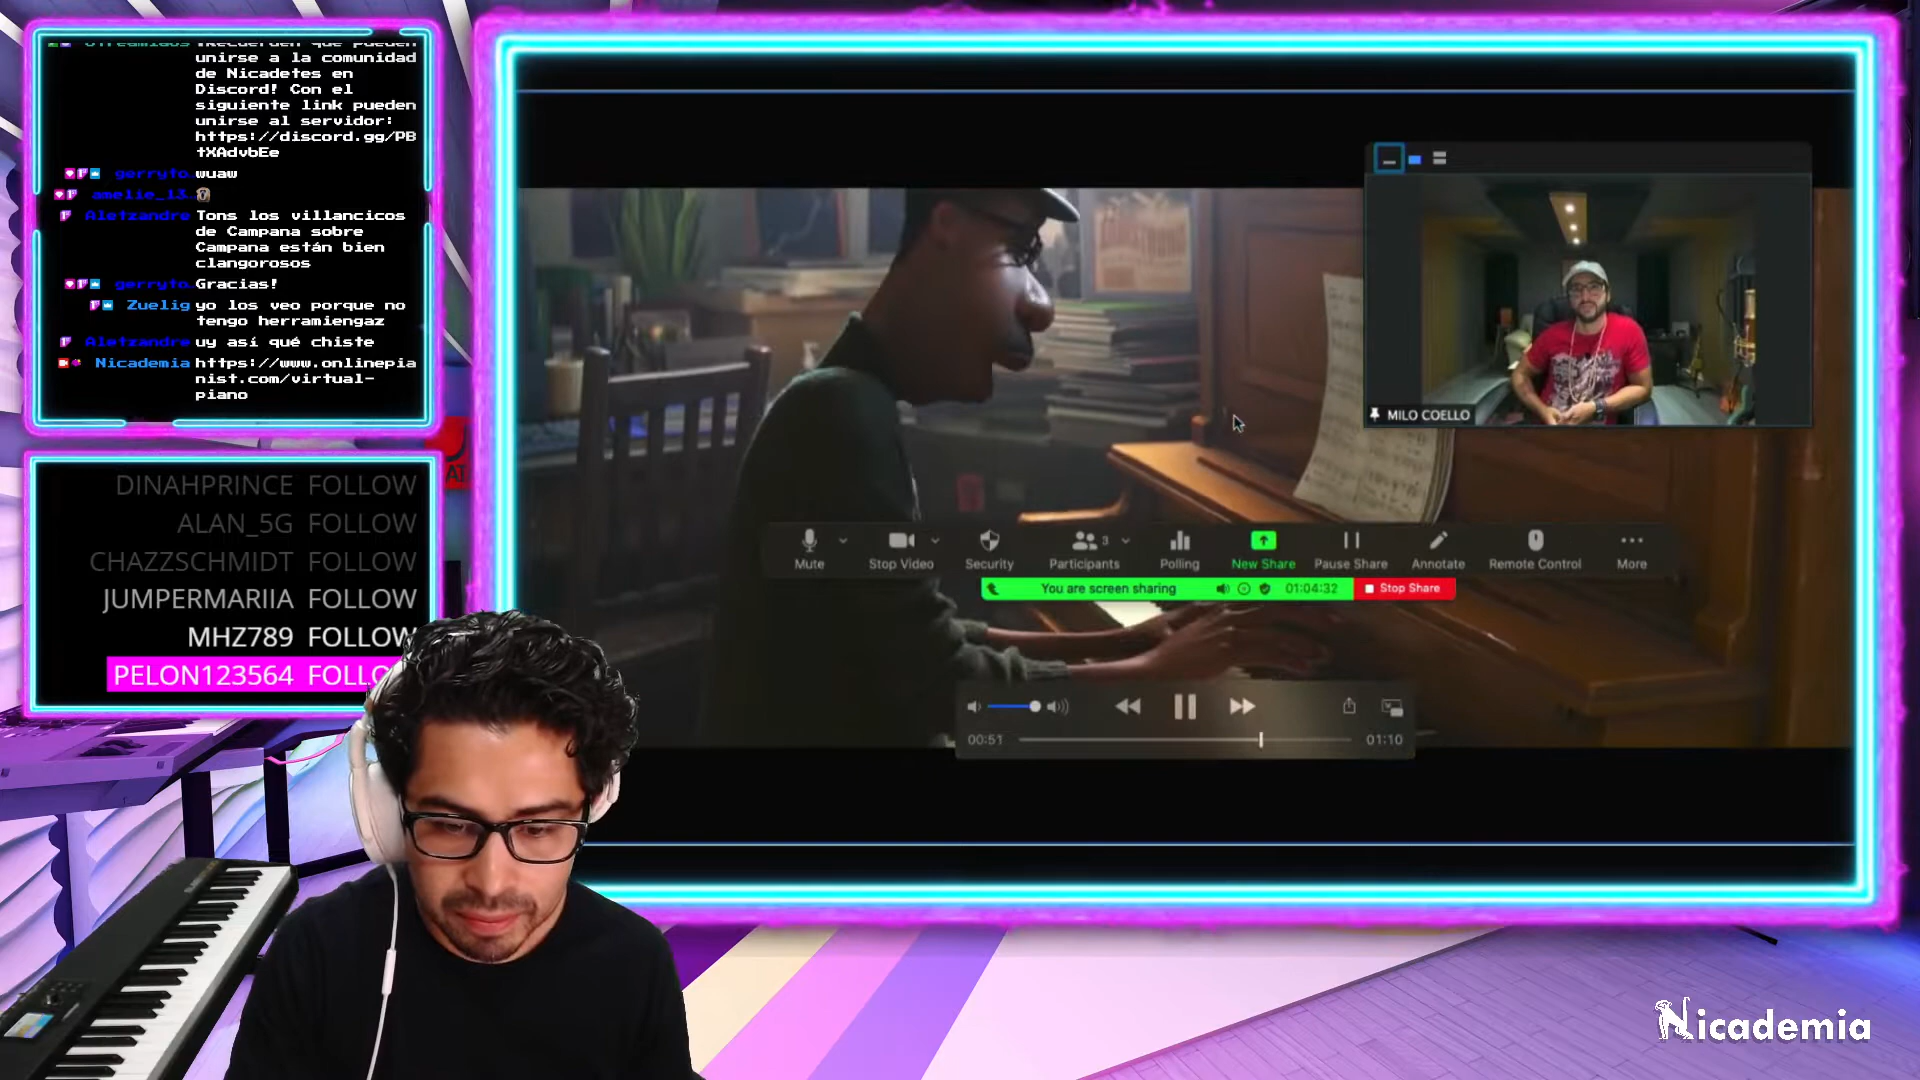 unirse a la comunidad
de Nicadetes en
Discord! Con el
siguiente link pueden
unirse al servidor:
https://discord.gg/PB
tXAdvbEe
gerryto… wuaw
amelie_13…
Aletzandre Tons los villancicos
de Campana sobre
Campana están bien
clangorosos
gerryto… Gracias!
Zuelig yo los veo porque no
tengo herramiengaz
Aletzandre uy así qué chiste
Nicademia https://www.onlinepia
nist.com/virtual-
piano
DINAHPRINCE FOLLOW
ALAN_5G FOLLOW
CHAZZSCHMIDT FOLLOW
JUMPERMARIIA FOLLOW
MHZ789 FOLLOW
PELON123564 FOLLO
MILO COELLO
3
Mute
Stop Video
Security
Participants
Polling
New Share
Pause Share
Annotate
Remote Control
More
You are screen sharing
01:04:32
Stop Share
00:51
01:10
Nicademia